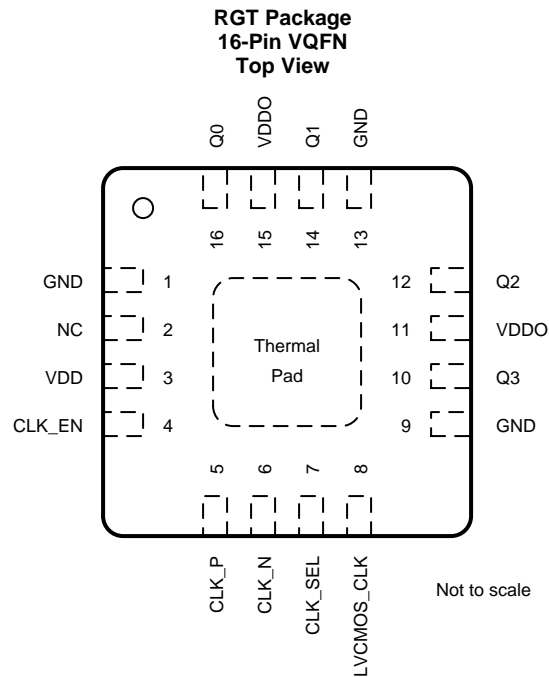 RGT Package
16-Pin VQFN
Top View
Q0
VDDO
Q1
GND
16
15
14
13
GND 1
NC 2
VDD 3
CLK_EN 4
Thermal
Pad
12 Q2
11 VDDO
10 Q3
9 GND
5
6
7
8
CLK_P
CLK_N
CLK_SEL
LVCMOS_CLK
Not to scale